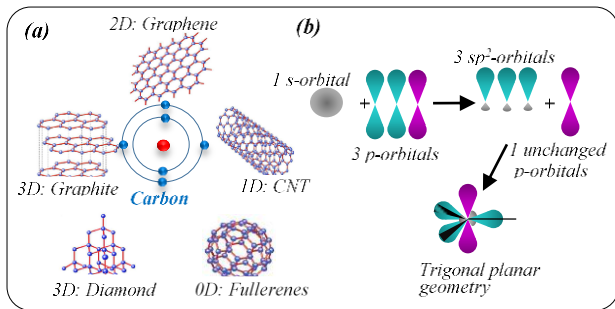 (a)
2D: Graphene
3D: Graphite
Carbon
1D: CNT
3D: Diamond
0D: Fullerenes
(b)
1 s-orbital
+
3 p-orbitals
3 sp²-orbitals
+
1 unchanged
p-orbitals
Trigonal planar
geometry